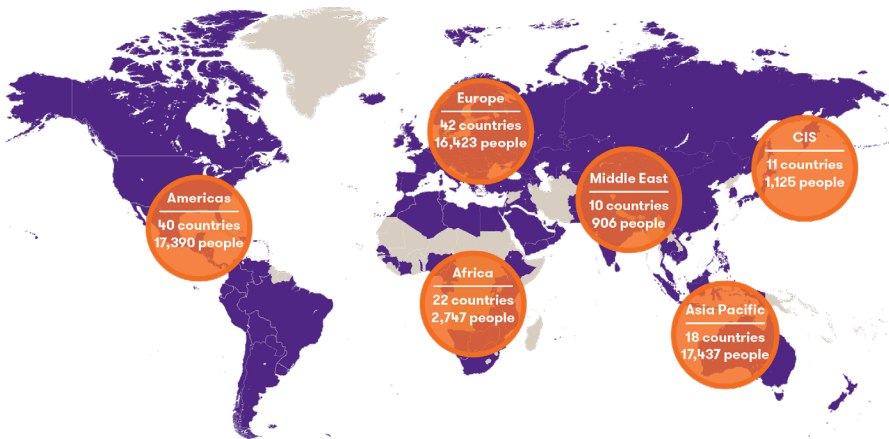 Europe
42 countries
16,423 people
CIS
11 countries
1,125 people
Middle East
10 countries
906 people
Americas
40 countries
17,390 people
Africa
22 countries
2,747 people
Asia Pacific
18 countries
17,437 people